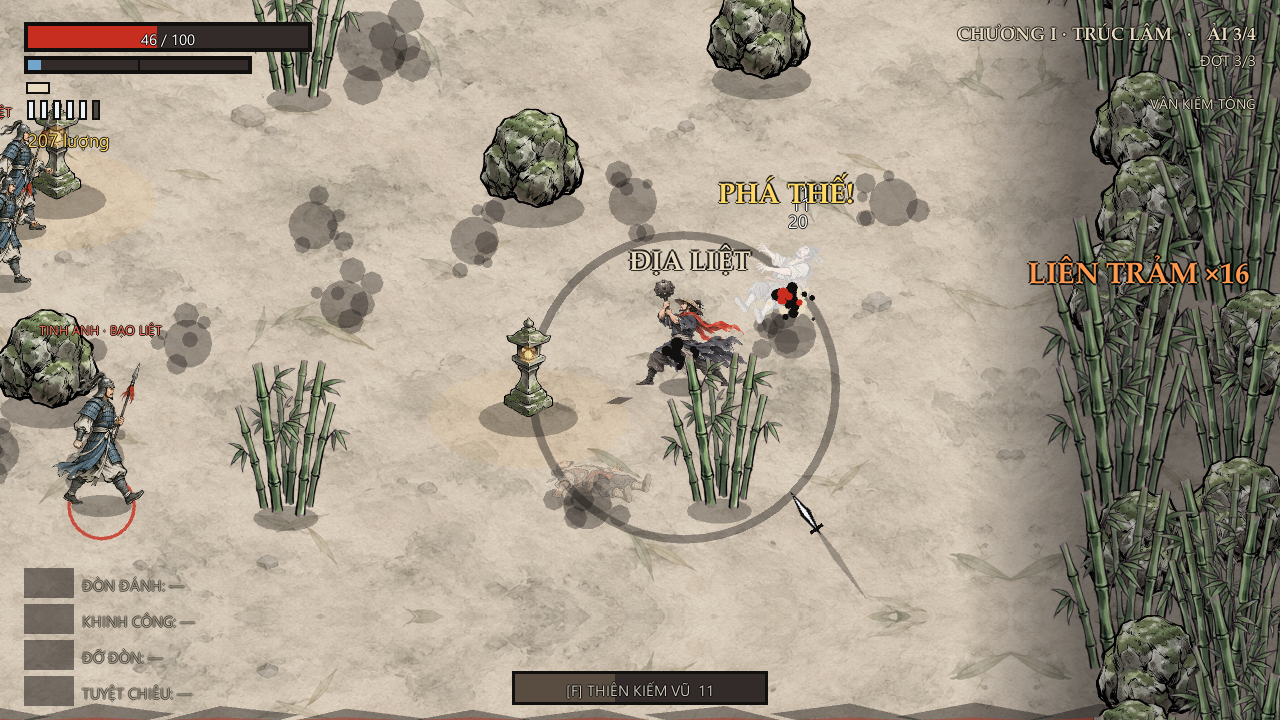 46 / 100
CHƯƠNG I · TRÚC LÂM · ẢI 3/4
ĐỢT 3/3
VẠN KIẾM TÔNG
207 lượng
PHÁ THẾ!
20
ĐỊA LIỆT
LIÊN TRẢM ×16
TINH ANH · BẠO LIỆT
ĐÒN ĐÁNH: —
KHINH CÔNG: —
ĐỠ ĐÒN: —
TUYỆT CHIÊU: —
[F] THIÊN KIẾM VŨ 11